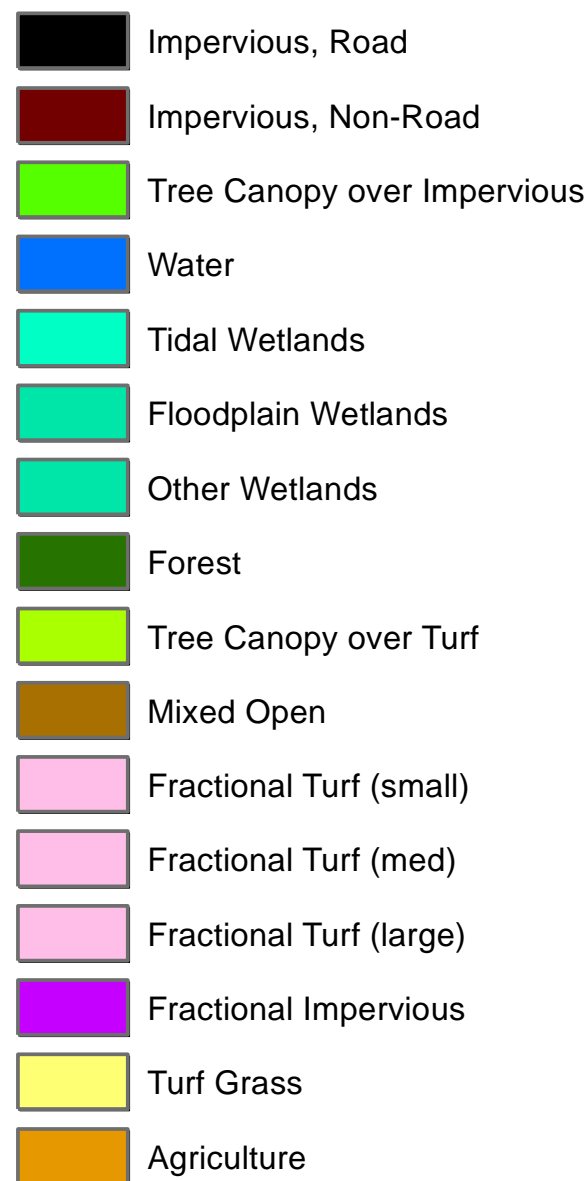 Impervious, Road
Impervious, Non-Road
Tree Canopy over Impervious
Water
Tidal Wetlands
Floodplain Wetlands
Other Wetlands
Forest
Tree Canopy over Turf
Mixed Open
Fractional Turf (small)
Fractional Turf (med)
Fractional Turf (large)
Fractional Impervious
Turf Grass
Agriculture